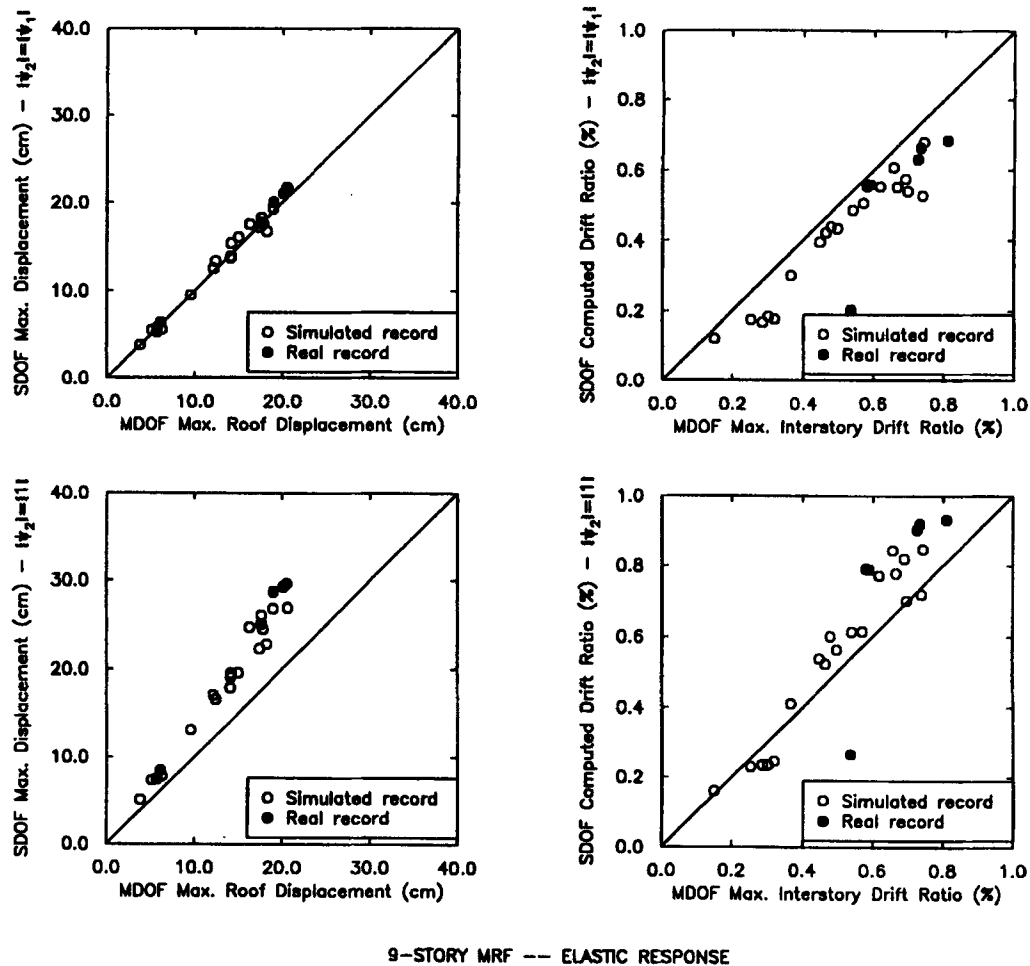 SDOF Max. Displacement (cm) - |ψ₂|=|ψ₁|
40.0
30.0
20.0
10.0
0.0
Simulated record
Real record
0.0 10.0 20.0 30.0 40.0
MDOF Max. Roof Displacement (cm)
SDOF Computed Drift Ratio (%) - |ψ₂|=|ψ₁|
1.0
0.8
0.6
0.4
0.2
0.0
Simulated record
Real record
0.0 0.2 0.4 0.6 0.8 1.0
MDOF Max. Interstory Drift Ratio (%)
SDOF Max. Displacement (cm) - |ψ₂|=|1|
40.0
30.0
20.0
10.0
0.0
Simulated record
Real record
0.0 10.0 20.0 30.0 40.0
MDOF Max. Roof Displacement (cm)
SDOF Computed Drift Ratio (%) - |ψ₂|=|1|
1.0
0.8
0.6
0.4
0.2
0.0
Simulated record
Real record
0.0 0.2 0.4 0.6 0.8 1.0
MDOF Max. Interstory Drift Ratio (%)
9-STORY MRF -- ELASTIC RESPONSE